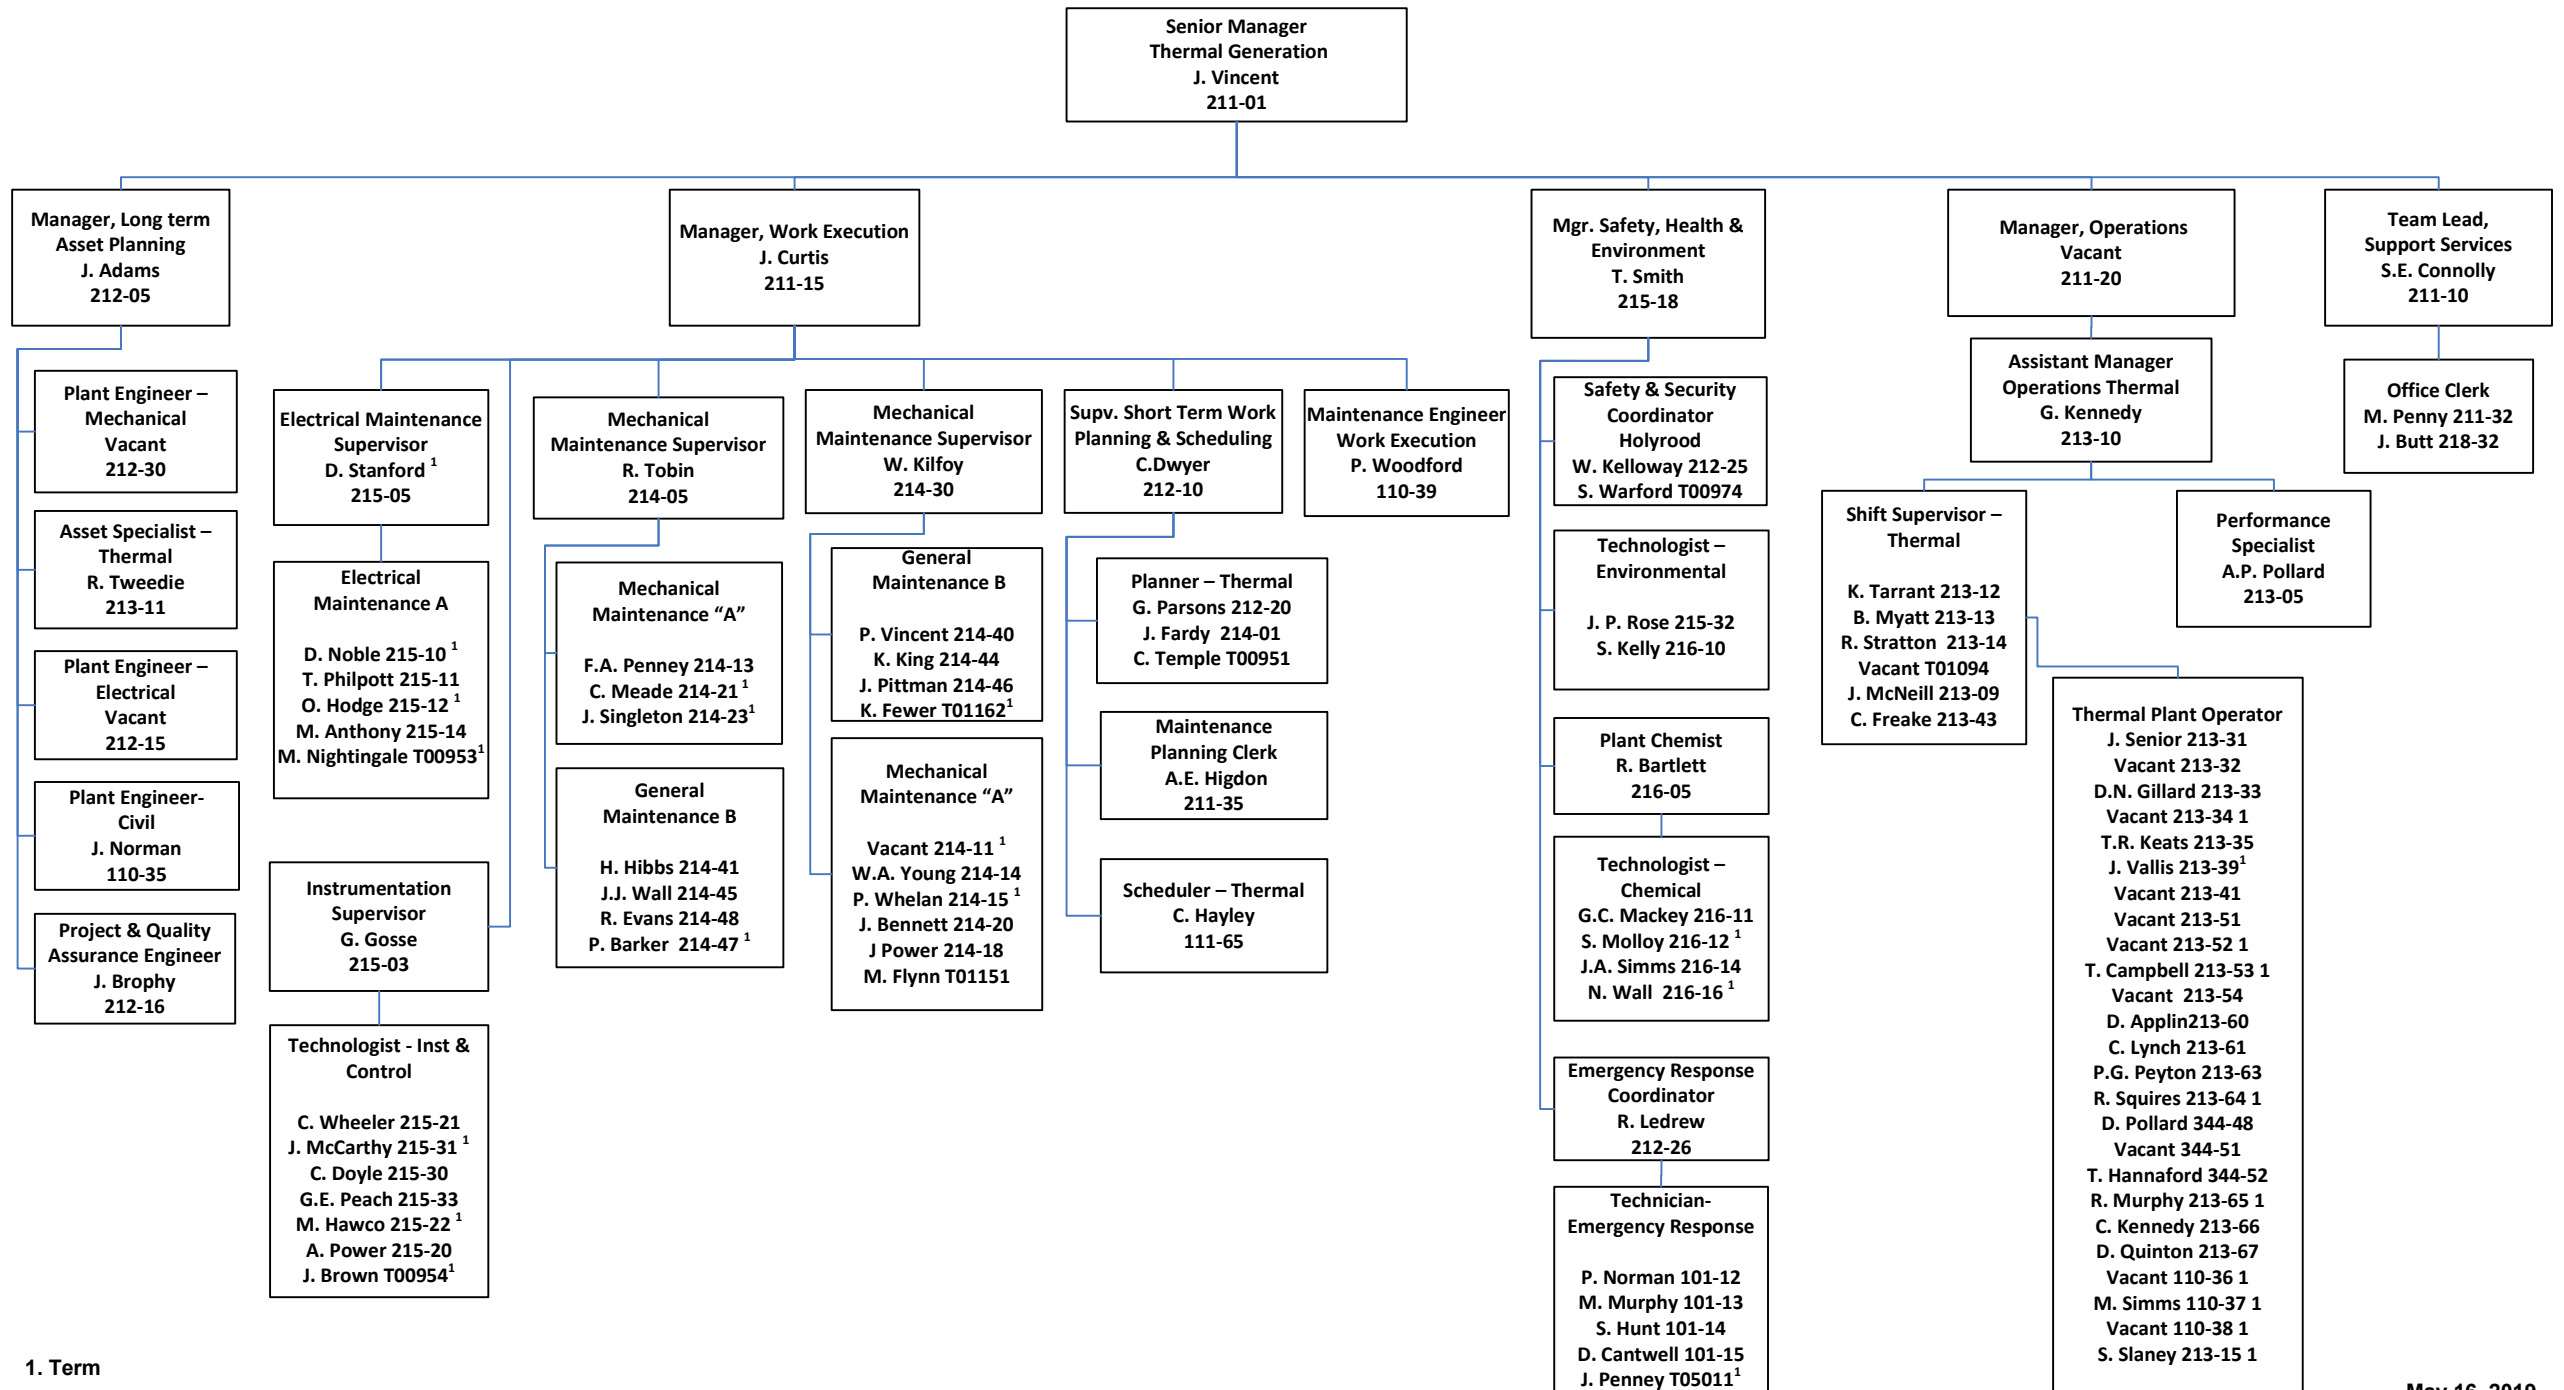 Senior Manager
Thermal Generation
J. Vincent
211-01
Manager, Long term
Asset Planning
J. Adams
212-05
Manager, Work Execution
J. Curtis
211-15
Mgr. Safety, Health &
Environment
T. Smith
215-18
Manager, Operations
Vacant
211-20
Team Lead,
Support Services
S.E. Connolly
211-10
Plant Engineer –
Mechanical
Vacant
212-30
Asset Specialist –
Thermal
R. Tweedie
213-11
Plant Engineer –
Electrical
Vacant
212-15
Plant Engineer-
Civil
J. Norman
110-35
Project & Quality
Assurance Engineer
J. Brophy
212-16
Electrical Maintenance
Supervisor
D. Stanford 1
215-05
Electrical
Maintenance A
D. Noble 215-10 1
T. Philpott 215-11
O. Hodge 215-12 1
M. Anthony 215-14
M. Nightingale T009531
Instrumentation
Supervisor
G. Gosse
215-03
Technologist - Inst &
Control
C. Wheeler 215-21
J. McCarthy 215-31 1
C. Doyle 215-30
G.E. Peach 215-33
M. Hawco 215-22 1
A. Power 215-20
J. Brown T009541
Mechanical
Maintenance Supervisor
R. Tobin
214-05
Mechanical
Maintenance “A”
F.A. Penney 214-13
C. Meade 214-21 1
J. Singleton 214-231
General
Maintenance B
H. Hibbs 214-41
J.J. Wall 214-45
R. Evans 214-48
P. Barker 214-47 1
Mechanical
Maintenance Supervisor
W. Kilfoy
214-30
General
Maintenance B
P. Vincent 214-40
K. King 214-44
J. Pittman 214-46
K. Fewer T011621
Mechanical
Maintenance “A”
Vacant 214-11 1
W.A. Young 214-14
P. Whelan 214-15 1
J. Bennett 214-20
J Power 214-18
M. Flynn T01151
Supv. Short Term Work
Planning & Scheduling
C.Dwyer
212-10
Planner – Thermal
G. Parsons 212-20
J. Fardy 214-01
C. Temple T00951
Maintenance
Planning Clerk
A.E. Higdon
211-35
Scheduler – Thermal
C. Hayley
111-65
Maintenance Engineer
Work Execution
P. Woodford
110-39
Safety & Security
Coordinator
Holyrood
W. Kelloway 212-25
S. Warford T00974
Technologist –
Environmental
J. P. Rose 215-32
S. Kelly 216-10
Plant Chemist
R. Bartlett
216-05
Technologist –
Chemical
G.C. Mackey 216-11
S. Molloy 216-12 1
J.A. Simms 216-14
N. Wall 216-16 1
Emergency Response
Coordinator
R. Ledrew
212-26
Technician-
Emergency Response
P. Norman 101-12
M. Murphy 101-13
S. Hunt 101-14
D. Cantwell 101-15
J. Penney T050111
Assistant Manager
Operations Thermal
G. Kennedy
213-10
Shift Supervisor –
Thermal
K. Tarrant 213-12
B. Myatt 213-13
R. Stratton 213-14
Vacant T01094
J. McNeill 213-09
C. Freake 213-43
Performance
Specialist
A.P. Pollard
213-05
Thermal Plant Operator
J. Senior 213-31
Vacant 213-32
D.N. Gillard 213-33
Vacant 213-34 1
T.R. Keats 213-35
J. Vallis 213-391
Vacant 213-41
Vacant 213-51
Vacant 213-52 1
T. Campbell 213-53 1
Vacant 213-54
D. Applin213-60
C. Lynch 213-61
P.G. Peyton 213-63
R. Squires 213-64 1
D. Pollard 344-48
Vacant 344-51
T. Hannaford 344-52
R. Murphy 213-65 1
C. Kennedy 213-66
D. Quinton 213-67
Vacant 110-36 1
M. Simms 110-37 1
Vacant 110-38 1
S. Slaney 213-15 1
Office Clerk
M. Penny 211-32
J. Butt 218-32
1. Term
May 16, 2019